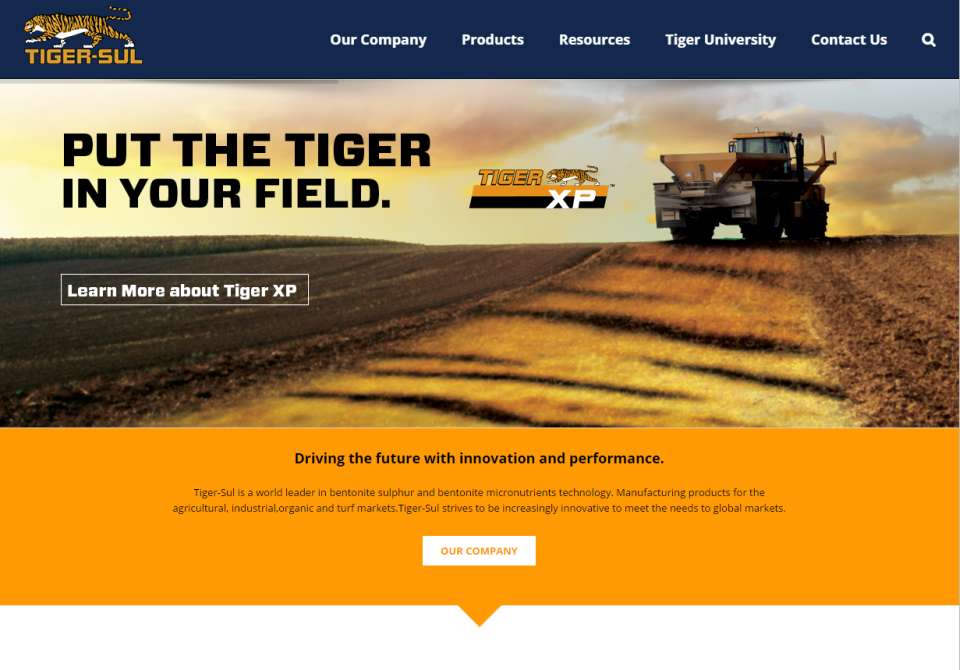 TIGER-SUL
Our Company
Products
Resources
Tiger University
Contact Us
PUT THE TIGER
IN YOUR FIELD.
TIGER
XP™
Learn More about Tiger XP
Driving the future with innovation and performance.
Tiger-Sul is a world leader in bentonite sulphur and bentonite micronutrients technology. Manufacturing products for the
agricultural, industrial,organic and turf markets.Tiger-Sul strives to be increasingly innovative to meet the needs to global markets.
OUR COMPANY